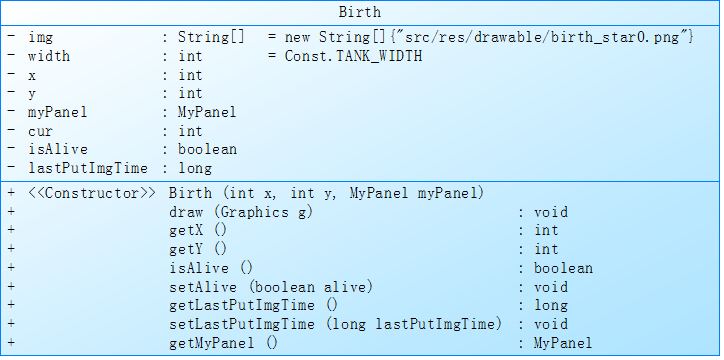 Birth
- img : String[] = new String[]{"src/res/drawable/birth_star0.png"}
- width : int = Const.TANK_WIDTH
- x : int
- y : int
- myPanel : MyPanel
- cur : int
- isAlive : boolean
- lastPutImgTime : long
+ <<Constructor>> Birth (int x, int y, MyPanel myPanel)
+ draw (Graphics g) : void
+ getX () : int
+ getY () : int
+ isAlive () : boolean
+ setAlive (boolean alive) : void
+ getLastPutImgTime () : long
+ setLastPutImgTime (long lastPutImgTime) : void
+ getMyPanel () : MyPanel